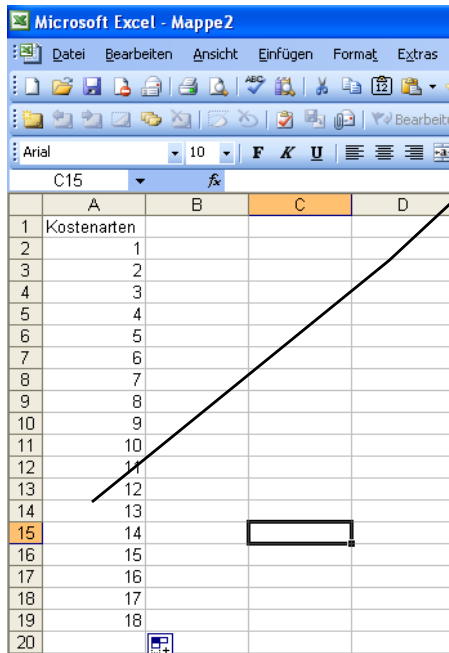 Microsoft Excel - Mappe2
Datei Bearbeiten Ansicht Einfügen Format Extras
ABC 12
Bearbeit
Arial 10 F K U
C15 fx
A B C D
1 Kostenarten
2 1
3 2
4 3
5 4
6 5
7 6
8 7
9 8
10 9
11 10
12 11
13 12
14 13
15 14
16 15
17 16
18 17
19 18
20